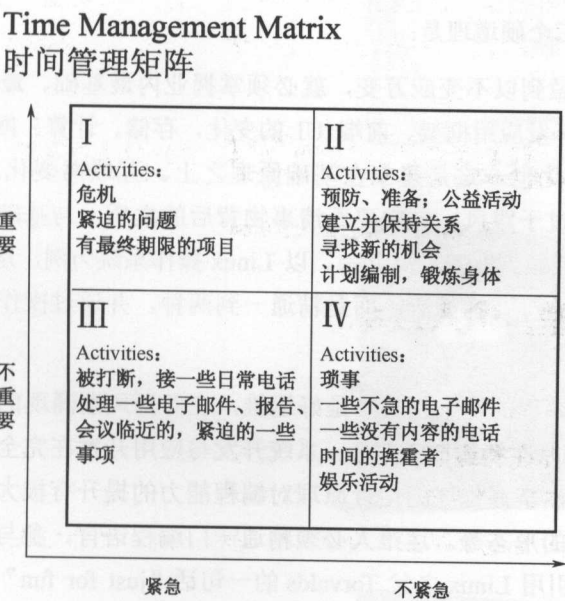 Time Management Matrix
时间管理矩阵
重要
不重要
I
Activities:
危机
紧迫的问题
有最终期限的项目
II
Activities:
预防、准备；公益活动
建立并保持关系
寻找新的机会
计划编制，锻炼身体
III
Activities:
被打断，接一些日常电话
处理一些电子邮件、报告、
会议临近的，紧迫的一些
事项
IV
Activities:
琐事
一些不急的电子邮件
一些没有内容的电话
时间的挥霍者
娱乐活动
紧急
不紧急